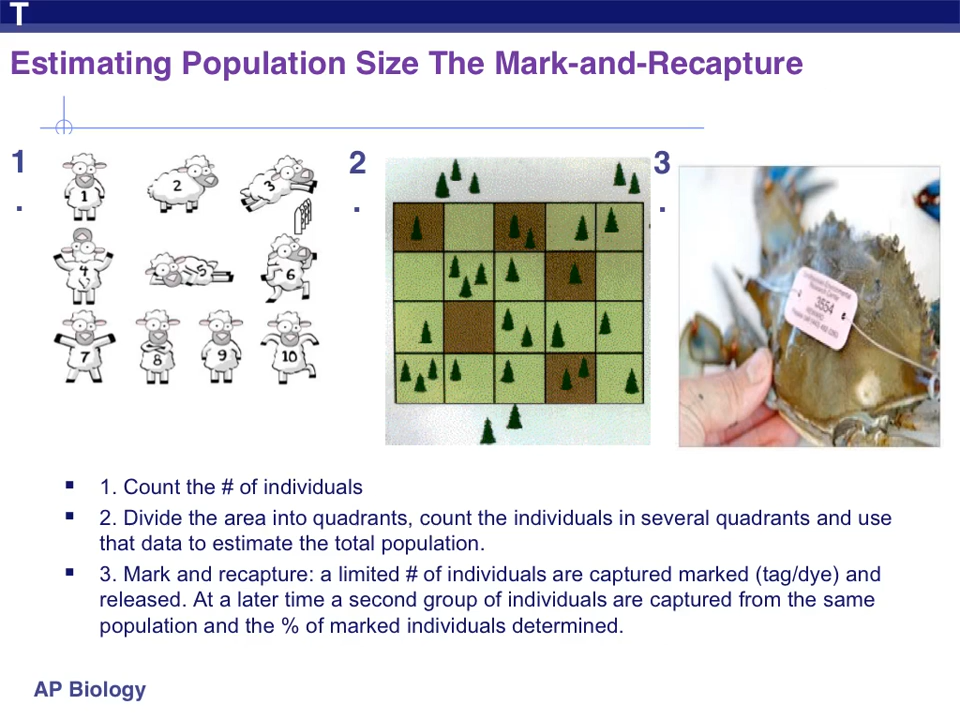 T
Estimating Population Size The Mark-and-Recapture
1
.
2
.
3
.
1
2
3
4
5
6
7
8
9
10
3554
REWARD
▪ 1. Count the # of individuals
▪ 2. Divide the area into quadrants, count the individuals in several quadrants and use
that data to estimate the total population.
▪ 3. Mark and recapture: a limited # of individuals are captured marked (tag/dye) and
released. At a later time a second group of individuals are captured from the same
population and the % of marked individuals determined.
AP Biology